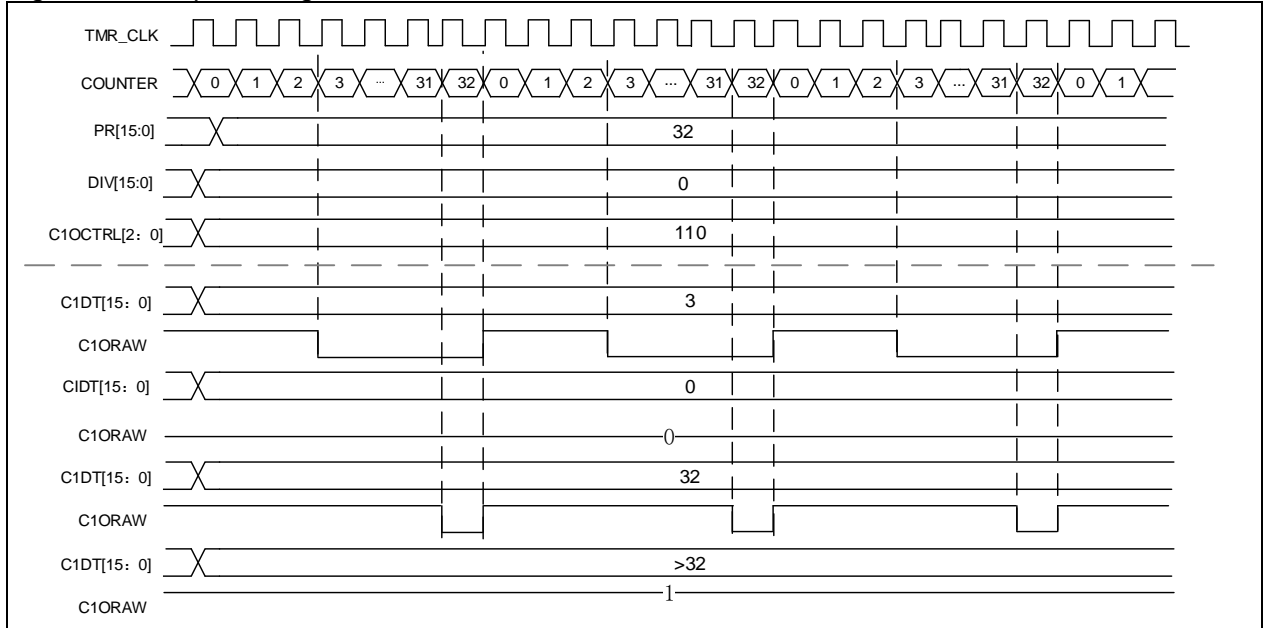 TMR_CLK
COUNTER 0 1 2 3 ... 31 32 0 1 2 3 ... 31 32 0 1 2 3 ... 31 32 0 1
PR[15:0] 32
DIV[15:0] 0
C1OCTRL[2：0] 110
C1DT[15：0] 3
C1ORAW
CIDT[15：0] 0
C1ORAW 0
C1DT[15：0] 32
C1ORAW
C1DT[15：0] >32
C1ORAW 1